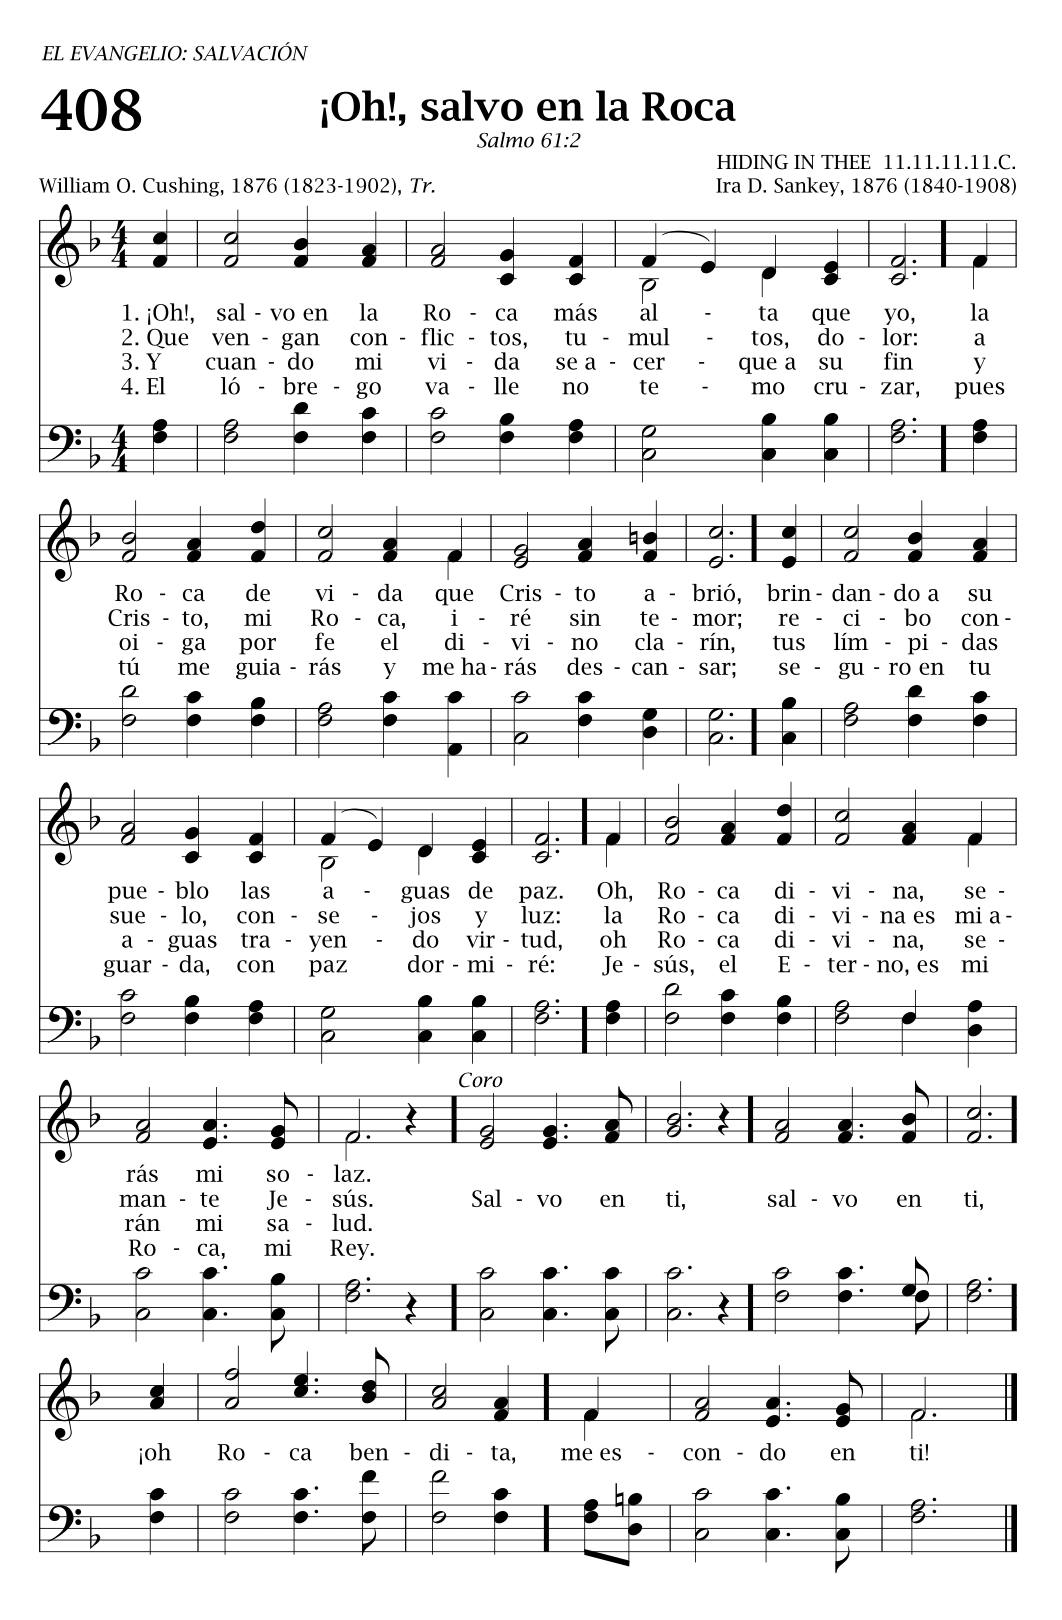 EL EVANGELIO: SALVACIÓN
408
¡Oh!, salvo en la Roca
Salmo 61:2
HIDING IN THEE 11.11.11.11.C.
William O. Cushing, 1876 (1823-1902), Tr.
Ira D. Sankey, 1876 (1840-1908)
1. ¡Oh!, sal - vo en la Ro - ca más al - ta que yo, la
2. Que ven - gan con - flic - tos, tu - mul - tos, do - lor: a
3. Y cuan - do mi vi - da se a - cer - que a su fin y
4. El ló - bre - go va - lle no te - mo cru - zar, pues
Ro - ca de vi - da que Cris - to a - brió, brin - dan - do a su
Cris - to, mi Ro - ca, i - ré sin te - mor; re - ci - bo con -
oi - ga por fe el di - vi - no cla - rín, tus lím - pi - das
tú me guia - rás y me ha - rás des - can - sar; se - gu - ro en tu
pue - blo las a - guas de paz. Oh, Ro - ca di - vi - na, se -
sue - lo, con - se - jos y luz: la Ro - ca di - vi - na es mi a -
a - guas tra - yen - do vir - tud, oh Ro - ca di - vi - na, se -
guar - da, con paz dor - mi - ré: Je - sús, el E - ter - no, es mi
Coro
rás mi so - laz.
man - te Je - sús. Sal - vo en ti, sal - vo en ti,
rán mi sa - lud.
Ro - ca, mi Rey.
¡oh Ro - ca ben - di - ta, me es - con - do en ti!